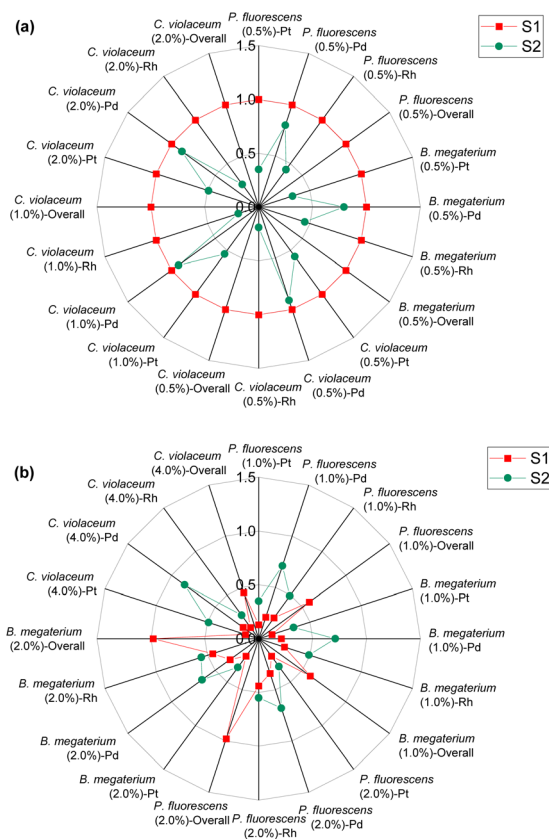 (a)
S1
S2
P. fluorescens
(0.5%)-Pt
P. fluorescens
(0.5%)-Pd
P. fluorescens
(0.5%)-Rh
P. fluorescens
(0.5%)-Overall
B. megaterium
(0.5%)-Pt
B. megaterium
(0.5%)-Pd
B. megaterium
(0.5%)-Rh
B. megaterium
(0.5%)-Overall
C. violaceum
(0.5%)-Pt
C. violaceum
(0.5%)-Pd
C. violaceum
(0.5%)-Rh
C. violaceum
(0.5%)-Overall
C. violaceum
(1.0%)-Pt
C. violaceum
(1.0%)-Pd
C. violaceum
(1.0%)-Rh
C. violaceum
(1.0%)-Overall
C. violaceum
(2.0%)-Pt
C. violaceum
(2.0%)-Pd
C. violaceum
(2.0%)-Rh
C. violaceum
(2.0%)-Overall
1.5
1.0
0.5
0.0
(b)
S1
S2
P. fluorescens
(1.0%)-Pt
P. fluorescens
(1.0%)-Pd
P. fluorescens
(1.0%)-Rh
P. fluorescens
(1.0%)-Overall
B. megaterium
(1.0%)-Pt
B. megaterium
(1.0%)-Pd
B. megaterium
(1.0%)-Rh
B. megaterium
(1.0%)-Overall
P. fluorescens
(2.0%)-Pt
P. fluorescens
(2.0%)-Pd
P. fluorescens
(2.0%)-Rh
P. fluorescens
(2.0%)-Overall
B. megaterium
(2.0%)-Pt
B. megaterium
(2.0%)-Pd
B. megaterium
(2.0%)-Rh
B. megaterium
(2.0%)-Overall
C. violaceum
(4.0%)-Pt
C. violaceum
(4.0%)-Pd
C. violaceum
(4.0%)-Rh
C. violaceum
(4.0%)-Overall
1.5
1.0
0.5
0.0